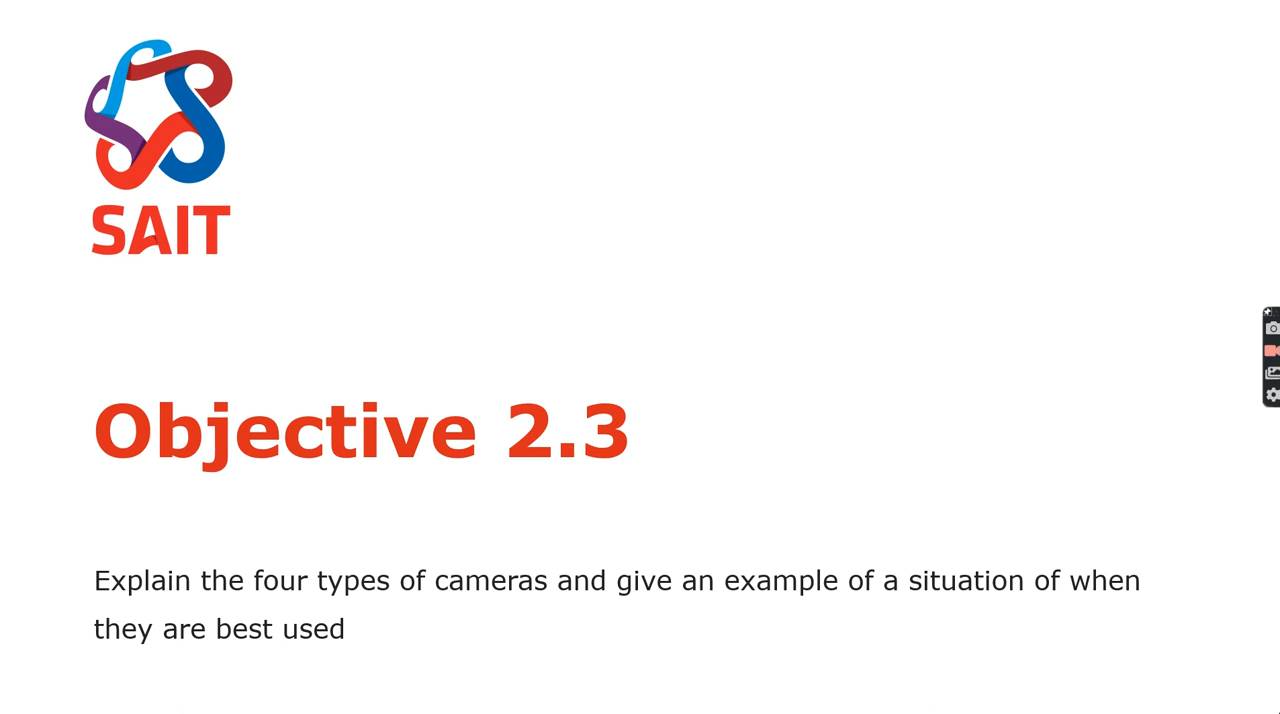 SAIT
Objective 2.3
Explain the four types of cameras and give an example of a situation of when
they are best used